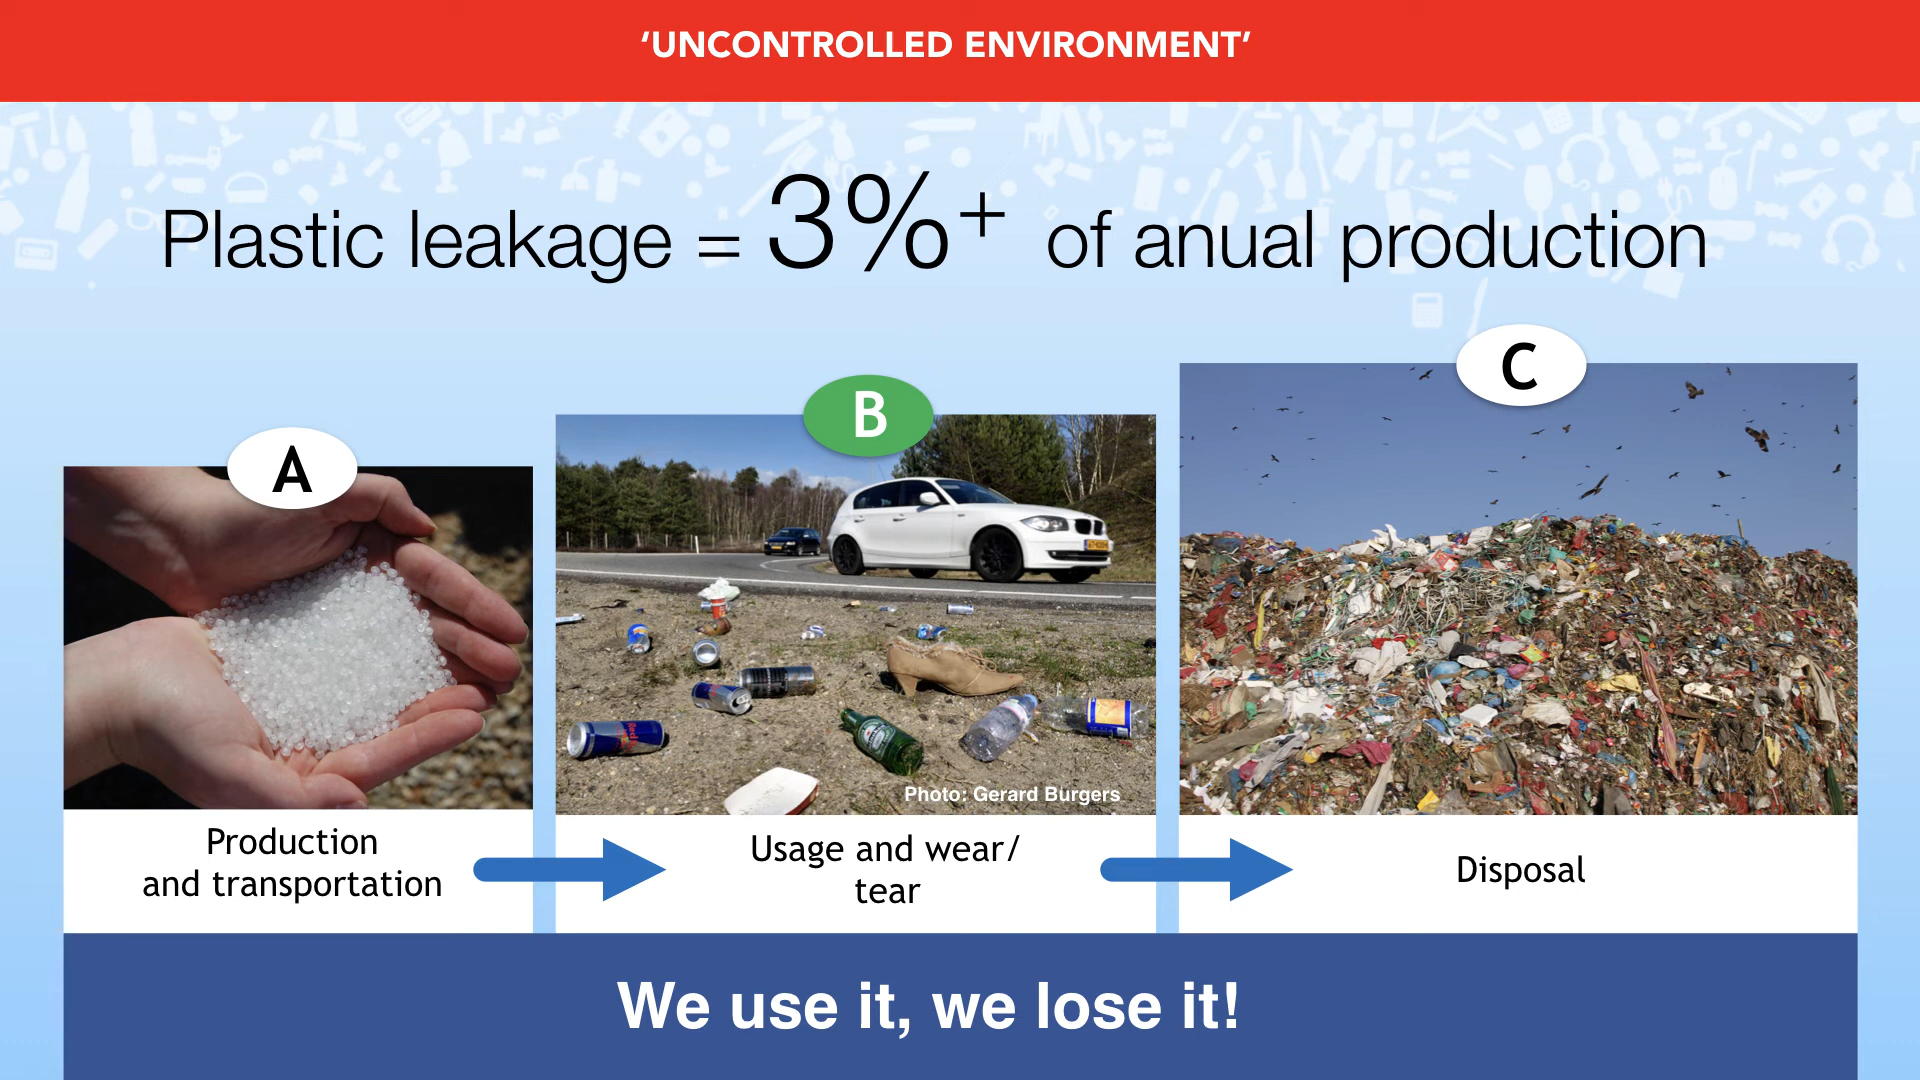 ‘UNCONTROLLED ENVIRONMENT’
Plastic leakage = 3%+ of anual production
A
B
C
Photo: Gerard Burgers
Production
and transportation
Usage and wear/
tear
Disposal
We use it, we lose it!